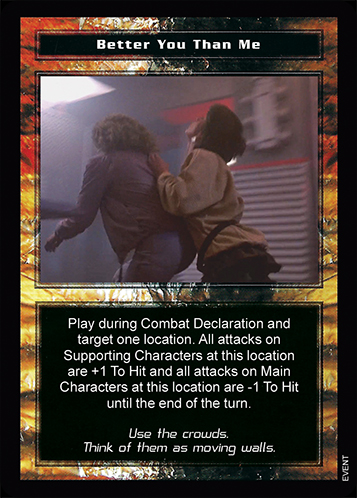 Better You Than Me
Play during Combat Declaration and
target one location. All attacks on
Supporting Characters at this location
are +1 To Hit and all attacks on Main
Characters at this location are -1 To Hit
until the end of the turn.
Use the crowds.
Think of them as moving walls.
EVENT